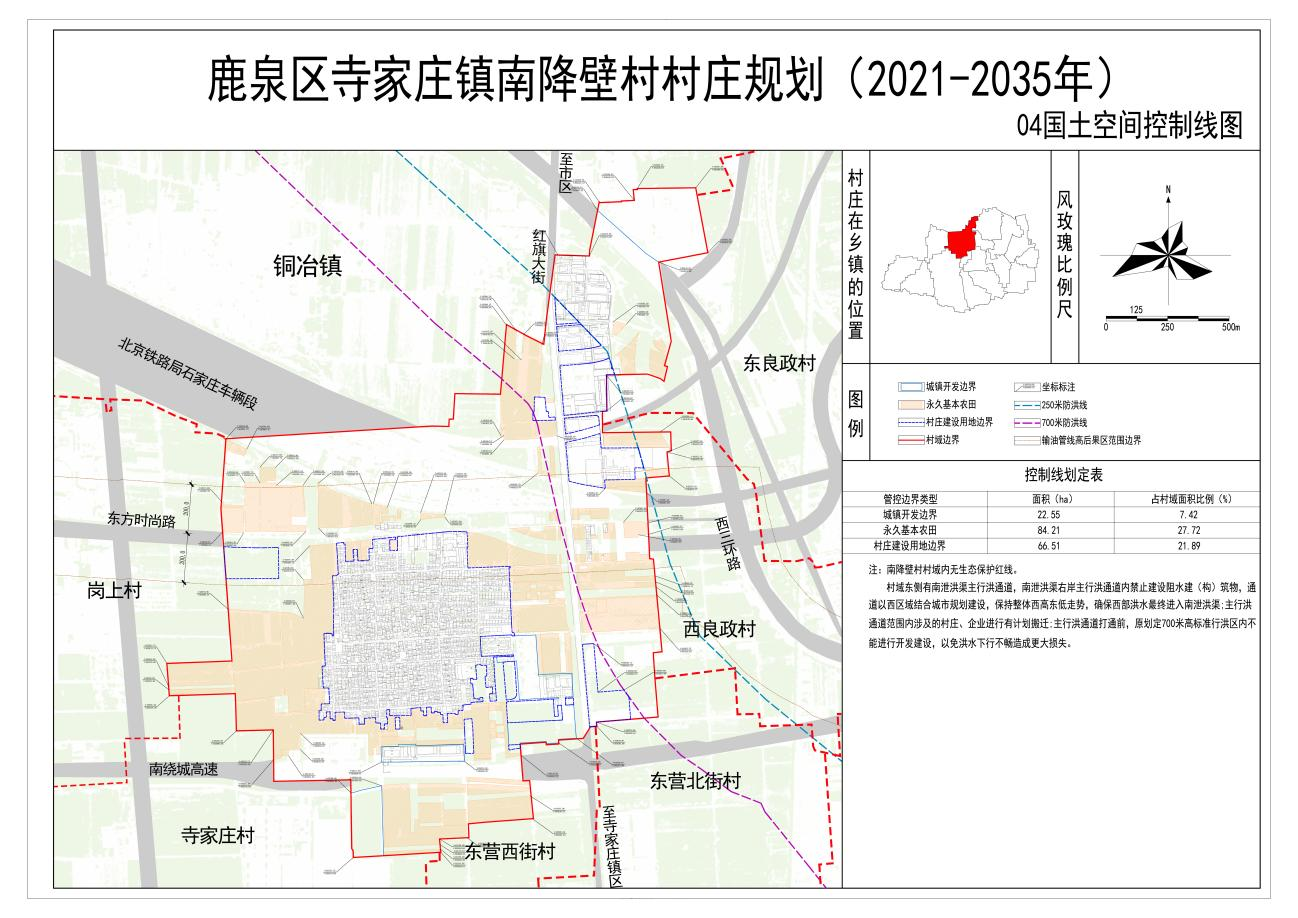 鹿泉区寺家庄镇南降壁村村庄规划（2021-2035年）
04国土空间控制线图
至市区
红旗大街
铜冶镇
北京铁路局石家庄车辆段
东良政村
200.0
东方时尚路
200.0
西三环路
岗上村
西良政村
南绕城高速
东营北街村
寺家庄村
东营西街村
至寺家庄镇区
村庄在乡镇的位置
风玫瑰比例尺
N
125
0 250 500m
图例
城镇开发边界
坐标标注
永久基本农田
250米防洪线
村庄建设用地边界
700米防洪线
村域边界
输油管线高后果区范围边界
控制线划定表
管控边界类型 面积（ha） 占村域面积比例（%）
城镇开发边界 22.55 7.42
永久基本农田 84.21 27.72
村庄建设用地边界 66.51 21.89
注：南降壁村村域内无生态保护红线。
村域东侧有南泄洪渠主行洪通道，南泄洪渠右岸主行洪通道内禁止建设阻水建（构）筑物，通
道以西区域结合城市规划建设，保持整体西高东低走势，确保西部洪水最终进入南泄洪渠；主行洪
通道范围内涉及的村庄、企业进行有计划搬迁；主行洪通道打通前，原划定700米高标准行洪区内不
能进行开发建设，以免洪水下行不畅造成更大损失。